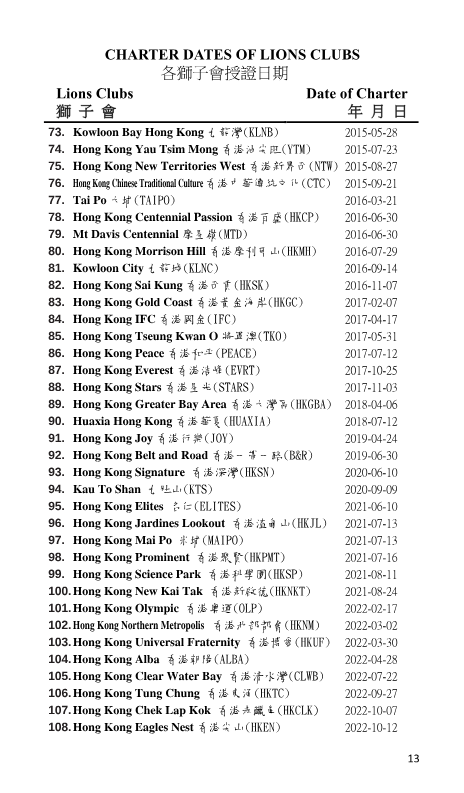 CHARTER DATES OF LIONS CLUBS
各獅子會授證日期
Lions Clubs Date of Charter
獅 子 會 年 月 日
73. Kowloon Bay Hong Kong 九龍灣(KLNB) 2015-05-28
74. Hong Kong Yau Tsim Mong 香港油尖旺(YTM) 2015-07-23
75. Hong Kong New Territories West 香港新界西(NTW) 2015-08-27
76. Hong Kong Chinese Traditional Culture 香港中華傳統文化(CTC) 2015-09-21
77. Tai Po 大埔(TAIPO) 2016-03-21
78. Hong Kong Centennial Passion 香港百盛(HKCP) 2016-06-30
79. Mt Davis Centennial 摩星嶺(MTD) 2016-06-30
80. Hong Kong Morrison Hill 香港摩利臣山(HKMH) 2016-07-29
81. Kowloon City 九龍城(KLNC) 2016-09-14
82. Hong Kong Sai Kung 香港西貢(HKSK) 2016-11-07
83. Hong Kong Gold Coast 香港黃金海岸(HKGC) 2017-02-07
84. Hong Kong IFC 香港國金(IFC) 2017-04-17
85. Hong Kong Tseung Kwan O 將軍澳(TKO) 2017-05-31
86. Hong Kong Peace 香港和平(PEACE) 2017-07-12
87. Hong Kong Everest 香港峰(EVRT) 2017-10-25
88. Hong Kong Stars 香港星光(STARS) 2017-11-03
89. Hong Kong Greater Bay Area 香港大灣區(HKGBA) 2018-04-06
90. Huaxia Hong Kong 香港華夏(HUAXIA) 2018-07-12
91. Hong Kong Joy 香港樂(JOY) 2019-04-24
92. Hong Kong Belt and Road 香港一帶一路(B&R) 2019-06-30
93. Hong Kong Signature 香港深灣(HKSN) 2020-06-10
94. Kau To Shan 九肚山(KTS) 2020-09-09
95. Hong Kong Elites (ELITES) 2021-06-10
96. Hong Kong Jardines Lookout 香港渣甸山(HKJL) 2021-07-13
97. Hong Kong Mai Po 米埔(MAIPO) 2021-07-13
98. Hong Kong Prominent 香港聚賢(HKPMT) 2021-07-16
99. Hong Kong Science Park 香港科學園(HKSP) 2021-08-11
100. Hong Kong New Kai Tak 香港新啟德(HKNKT) 2021-08-24
101. Hong Kong Olympic 香港奧運(OLP) 2022-02-17
102. Hong Kong Northern Metropolis 香港北部都會(HKNM) 2022-03-02
103. Hong Kong Universal Fraternity 香港博愛(HKUF) 2022-03-30
104. Hong Kong Alba 香港(ALBA) 2022-04-28
105. Hong Kong Clear Water Bay 香港清水灣(CLWB) 2022-07-22
106. Hong Kong Tung Chung 香港東涌(HKTC) 2022-09-27
107. Hong Kong Chek Lap Kok 香港赤鱲角(HKCLK) 2022-10-07
108. Hong Kong Eagles Nest 香港尖山(HKEN) 2022-10-12
13